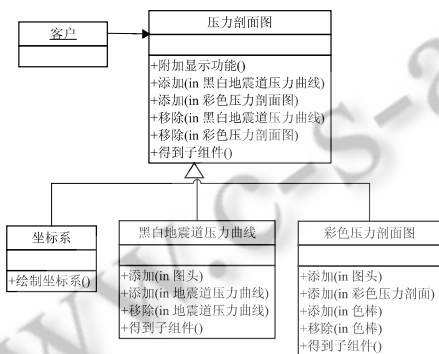 客户
压力剖面图
+附加显示功能()
+添加(in 黑白地震道压力曲线)
+添加(in 彩色压力剖面图)
+移除(in 黑白地震道压力曲线)
+移除(in 彩色压力剖面图)
+得到子组件()
坐标系
+绘制坐标系()
黑白地震道压力曲线
+添加(in 图头)
+添加(in 地震道压力曲线)
+移除(in 地震道压力曲线)
+得到子组件()
彩色压力剖面图
+添加(in 图头)
+添加(in 彩色压力剖面)
+添加(in 色棒)
+移除(in 色棒)
+得到子组件()
www.c-s-a